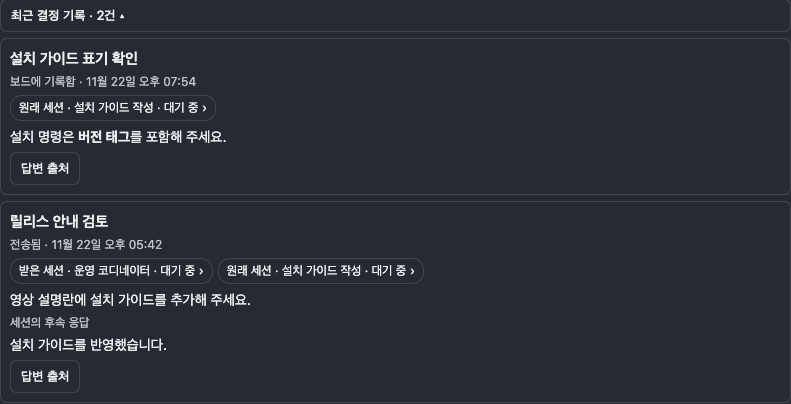 최근 결정 기록 · 2건 ▴
설치 가이드 표기 확인
보드에 기록함 · 11월 22일 오후 07:54
원래 세션 · 설치 가이드 작성 · 대기 중 ›
설치 명령은 버전 태그를 포함해 주세요.
답변 출처
릴리스 안내 검토
전송됨 · 11월 22일 오후 05:42
받은 세션 · 운영 코디네이터 · 대기 중 › 원래 세션 · 설치 가이드 작성 · 대기 중 ›
영상 설명란에 설치 가이드를 추가해 주세요.
세션의 후속 응답
설치 가이드를 반영했습니다.
답변 출처